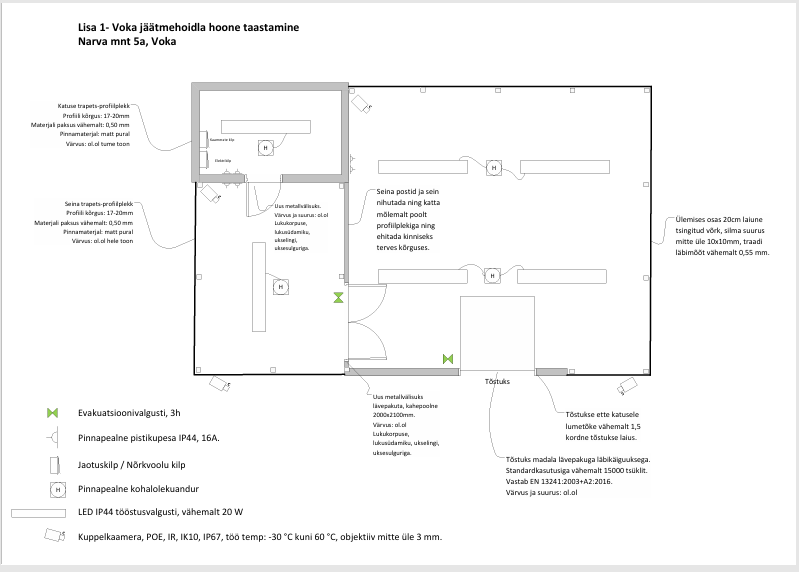 Lisa 1- Voka jäätmehoidla hoone taastamine
Narva mnt 5a, Voka
Katuse trapets-profiilplekk
Profiili kõrgus: 17-20mm
Materjali paksus vähemalt: 0,50 mm
Pinnamaterjal: matt pural
Värvus: ol.ol tume toon
Elektrikilp
H
Seina trapets-profiilplekk
Profiili kõrgus: 17-20mm
Materjali paksus vähemalt: 0,50 mm
Pinnamaterjal: matt pural
Värvus: ol.ol hele toon
Uus metallvälisuks.
Värvus ja suurus: ol.ol
Lukukorpuse,
lukusüdamiku,
ukselingi,
uksesulguriga.
H
H
Seina postid ja sein
nihutada ning katta
mõlemalt poolt
profiilplekiga ning
ehitada kinniseks
terves kõrguses.
H
Ülemises osas 20cm laiune
tsingitud võrk, silma suurus
mitte üle 10x10mm, traadi
läbimõõt vähemalt 0,55 mm.
Tõstuks
Uus metallvälisuks
lävepakuta, kahepoolne
2000x2100mm.
Värvus: ol.ol
Lukukorpuse,
lukusüdamiku, ukselingi,
uksesulguriga.
Tõstukse ette katusele
lumetõke vähemalt 1,5
kordne tõstukse laius.
Tõstuks madala lävepakuga läbikäiguuksega.
Standardkasutusiga vähemalt 15000 tsüklit.
Vastab EN 13241:2003+A2:2016.
Värvus ja suurus: ol.ol
Evakuatsioonivalgusti, 3h
Pinnapealne pistikupesa IP44, 16A.
Jaotuskilp / Nõrkvoolu kilp
H
Pinnapealne kohalolekuandur
LED IP44 tööstusvalgusti, vähemalt 20 W
Kuppelkaamera, POE, IR, IK10, IP67, töö temp: -30 °C kuni 60 °C, objektiiv mitte üle 3 mm.